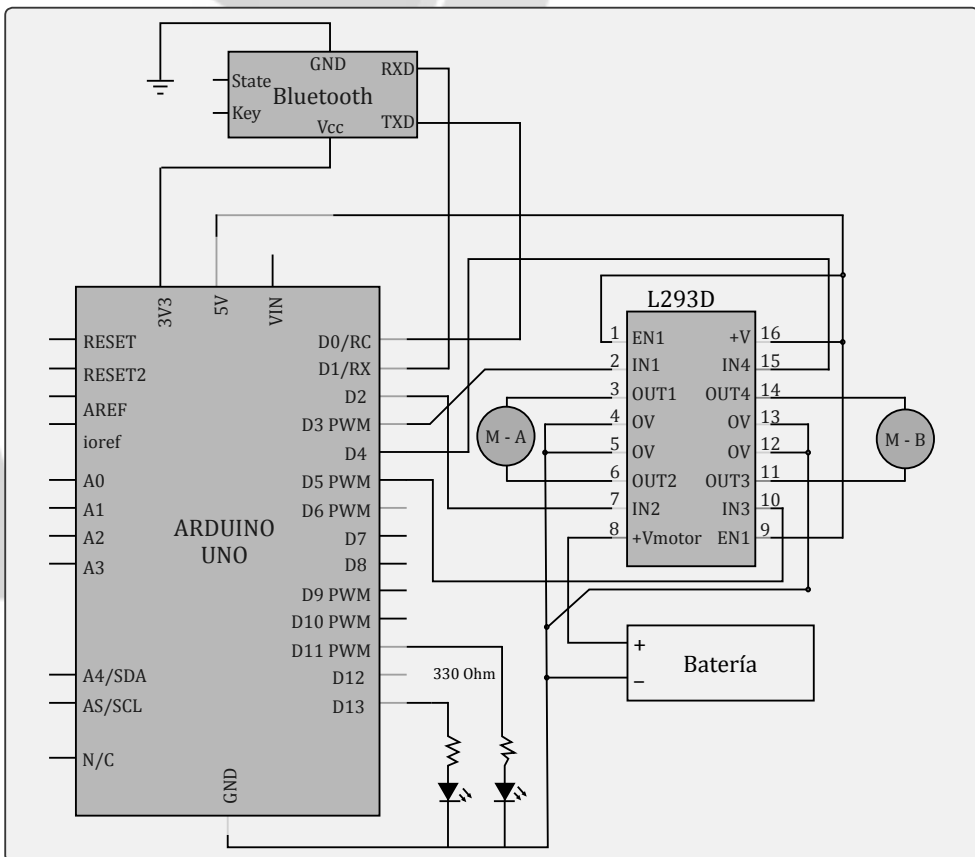 GND
RXD
State
Bluetooth
Key
TXD
Vcc
3V3
5V
VIN
RESET
RESET2
AREF
ioref
A0
A1
A2
A3
A4/SDA
AS/SCL
N/C
ARDUINO
UNO
GND
D0/RC
D1/RX
D2
D3 PWM
D4
D5 PWM
D6 PWM
D7
D8
D9 PWM
D10 PWM
D11 PWM
D12
D13
330 Ohm
M - A
L293D
1 EN1
2 IN1
3 OUT1
4 OV
5 OV
6 OUT2
7 IN2
8 +Vmotor
+V 16
IN4 15
OUT4 14
OV 13
OV 12
OUT3 11
IN3 10
EN1 9
M - B
+
Batería
−